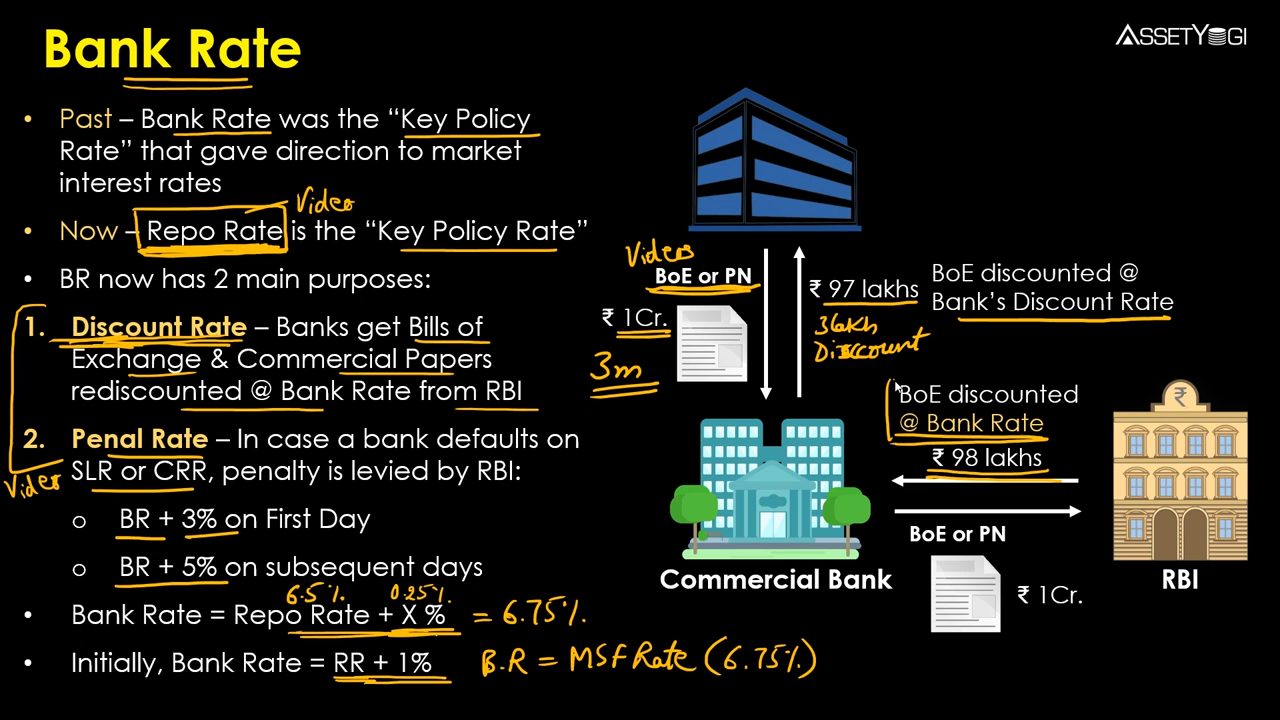 Bank Rate
ASSETYOGI
• Past – Bank Rate was the “Key Policy
Rate” that gave direction to market
interest rates
Video
• Now – Repo Rate is the “Key Policy Rate”
• BR now has 2 main purposes:
1. Discount Rate – Banks get Bills of
Exchange & Commercial Papers
rediscounted @ Bank Rate from RBI
2. Penal Rate – In case a bank defaults on
SLR or CRR, penalty is levied by RBI:
Video
o BR + 3% on First Day
o BR + 5% on subsequent days
6.5%. 0.25%.
• Bank Rate = Repo Rate + X % = 6.75%.
• Initially, Bank Rate = RR + 1% B.R = MSF Rate (6.75%)
Videos
BoE or PN
₹ 1Cr.
3m
₹ 97 lakhs
3 lakh
Discount
BoE discounted @
Bank’s Discount Rate
BoE discounted
@ Bank Rate
₹ 98 lakhs
₹
BoE or PN
₹ 1Cr.
Commercial Bank
RBI